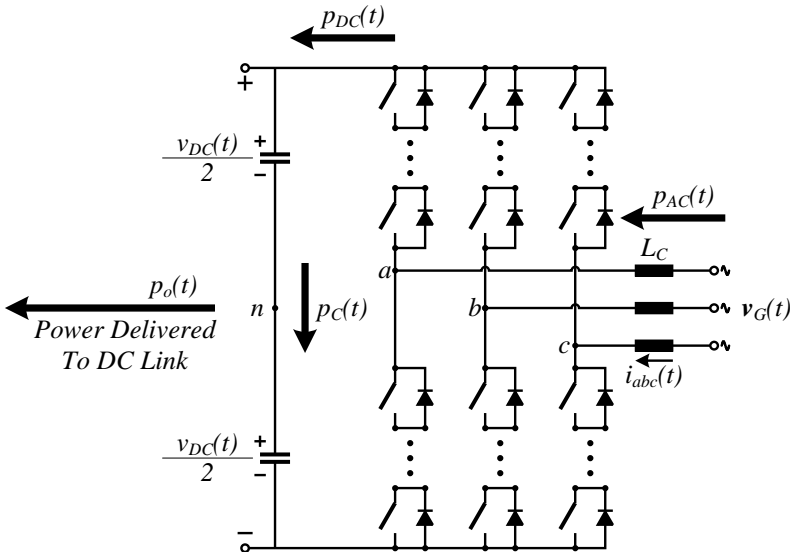 p_DC(t)
+
v_DC(t)/2
+
−
p_AC(t)
L_C
a
p_o(t)
n
p_C(t)
b
v_G(t)
Power Delivered
To DC Link
c
i_abc(t)
v_DC(t)/2
+
−
−